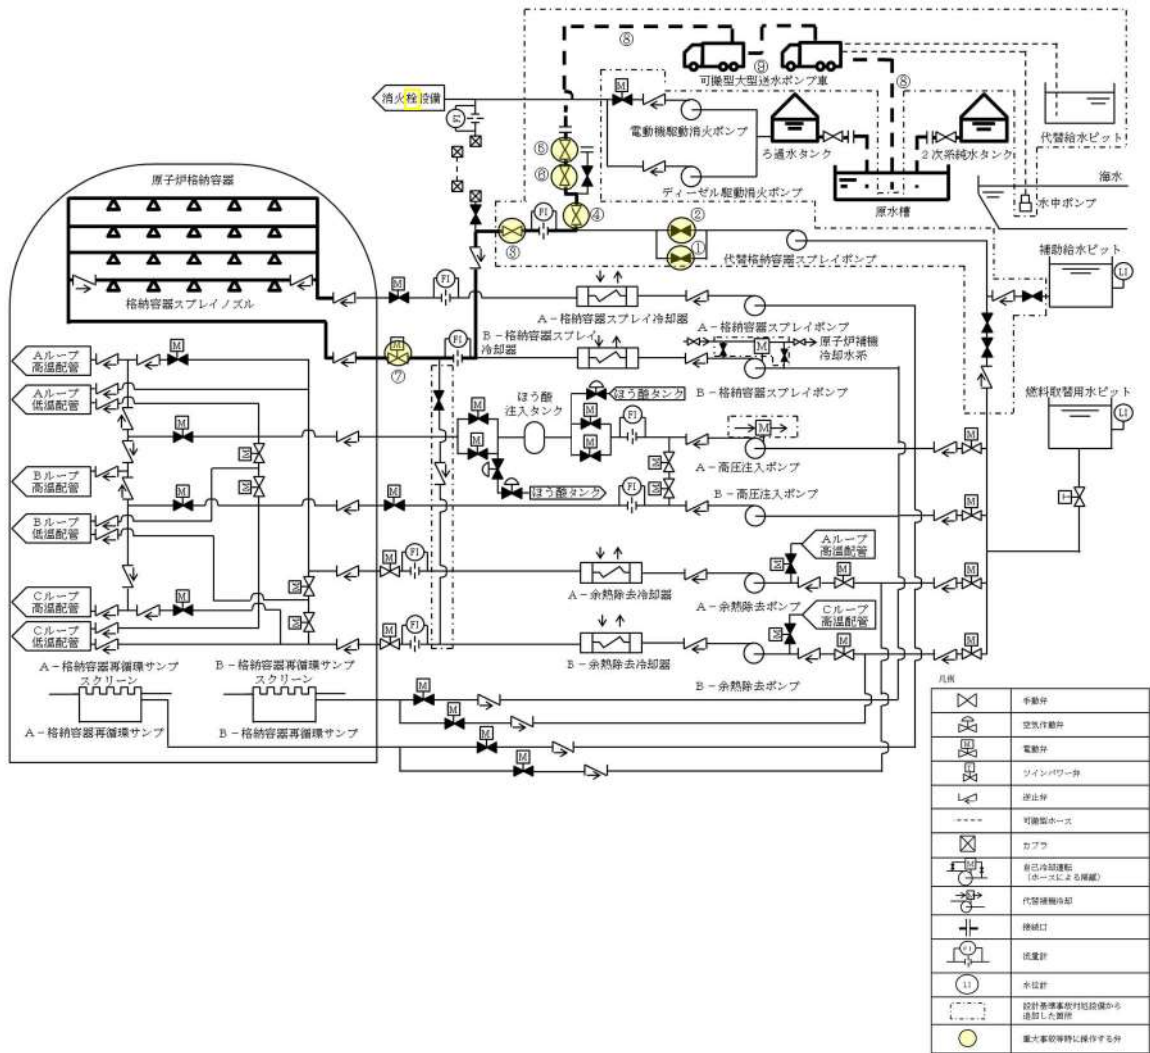 ⑧
⑨
⑧
可搬型大型送水ポンプ車
消火栓設備
FI
M
電動機駆動消火ポンプ
ろ過水タンク
2次系純水タンク
代替給水ピット
ディーゼル駆動消火ポンプ
原水槽
海水
水中ポンプ
⑥
④
②
①
③
FI
代替格納容器スプレイポンプ
補助給水ピット
LI
原子炉格納容器
格納容器スプレイノズル
M
FI
A-格納容器スプレイ冷却器
A-格納容器スプレイポンプ
B-格納容器スプレイ
冷却器
原子炉補機
冷却水系
M
FI
⑦
B-格納容器スプレイポンプ
Aループ
高温配管
Aループ
低温配管
Bループ
高温配管
Bループ
低温配管
Cループ
高温配管
Cループ
低温配管
ほう酸
注入タンク
ほう酸タンク
ほう酸タンク
燃料取替用水ピット
LI
A-高圧注入ポンプ
B-高圧注入ポンプ
Aループ
高温配管
A-余熱除去冷却器
A-余熱除去ポンプ
Cループ
高温配管
B-余熱除去冷却器
B-余熱除去ポンプ
A-格納容器再循環サンプ
スクリーン
B-格納容器再循環サンプ
スクリーン
A-格納容器再循環サンプ
B-格納容器再循環サンプ
凡例
手動弁
空気作動弁
電動弁
ツインパワー弁
逆止弁
可搬型ホース
カプラ
自己冷却運転
(ホースによる隔離)
代替補機冷却
接続口
流量計
水位計
設計基準事故対処設備から
追加した箇所
重大事故等時に操作する弁